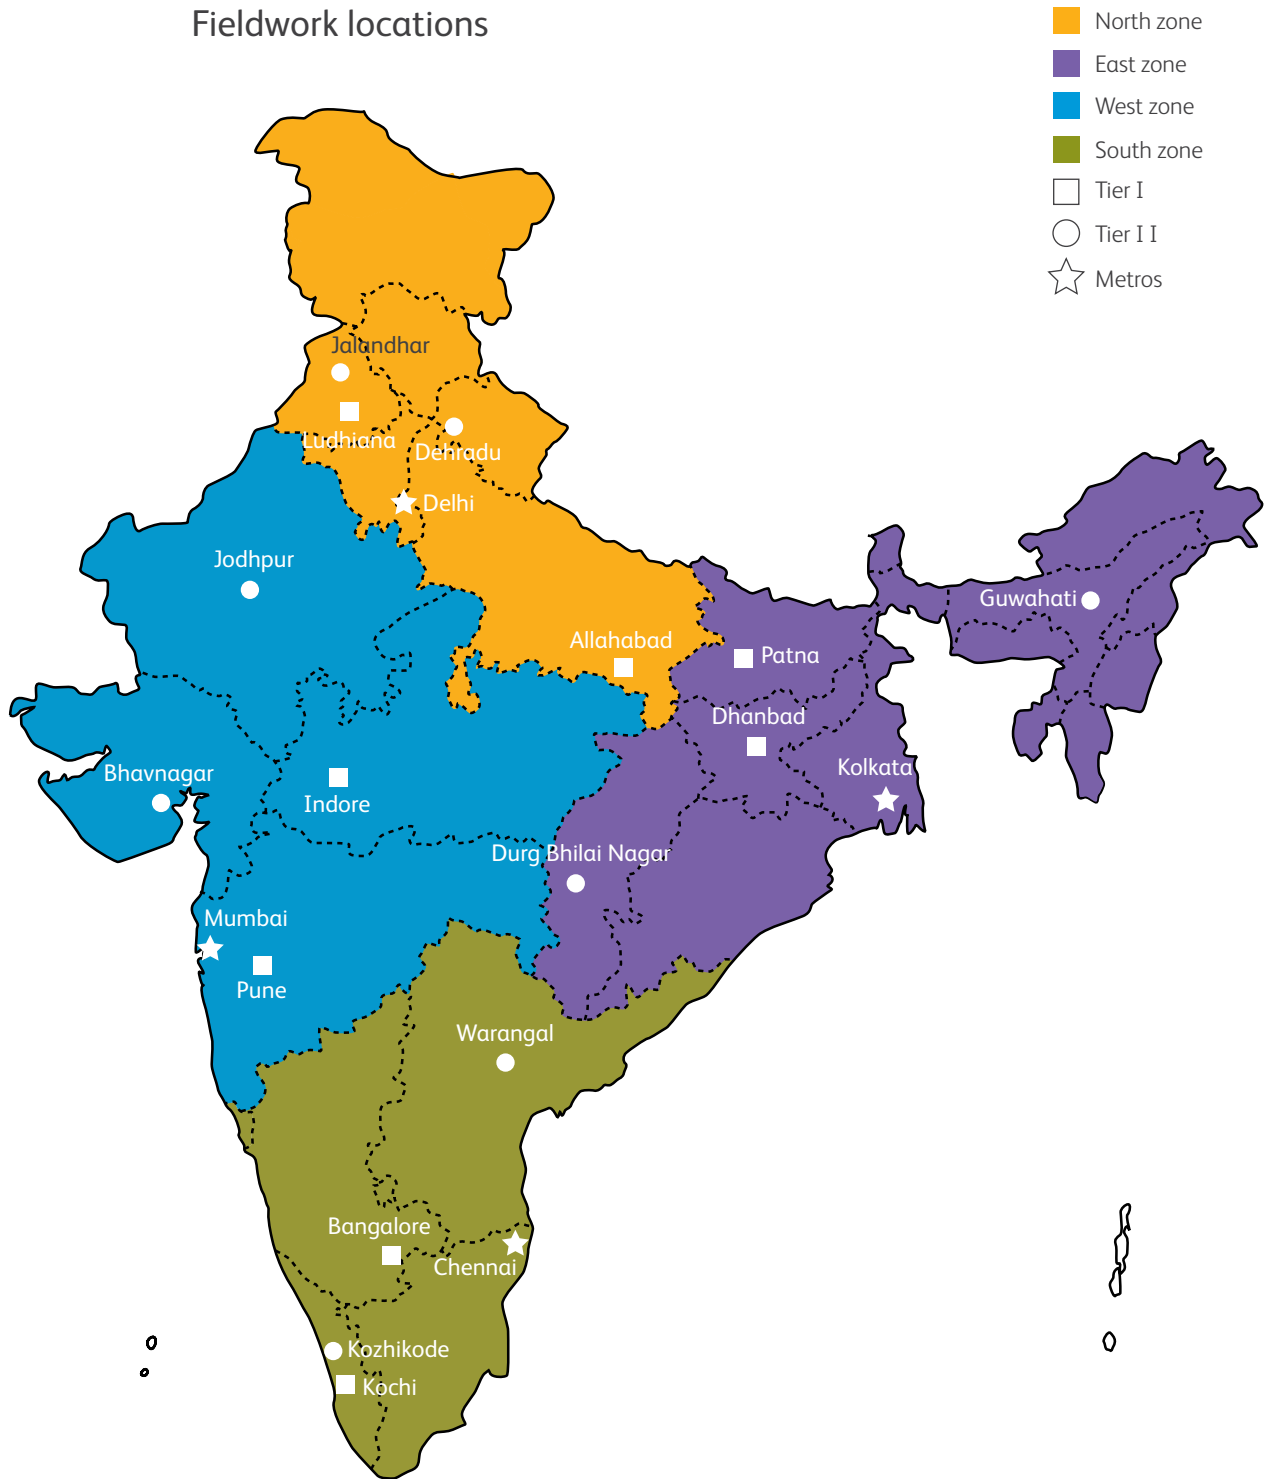 Fieldwork locations
North zone
East zone
West zone
South zone
Tier I
Tier I I
Metros
Jalandhar
Ludhiana
Dehradu
Delhi
Jodhpur
Guwahati
Allahabad
Patna
Dhanbad
Kolkata
Bhavnagar
Indore
Durg Bhilai Nagar
Mumbai
Pune
Warangal
Bangalore
Chennai
Kozhikode
Kochi